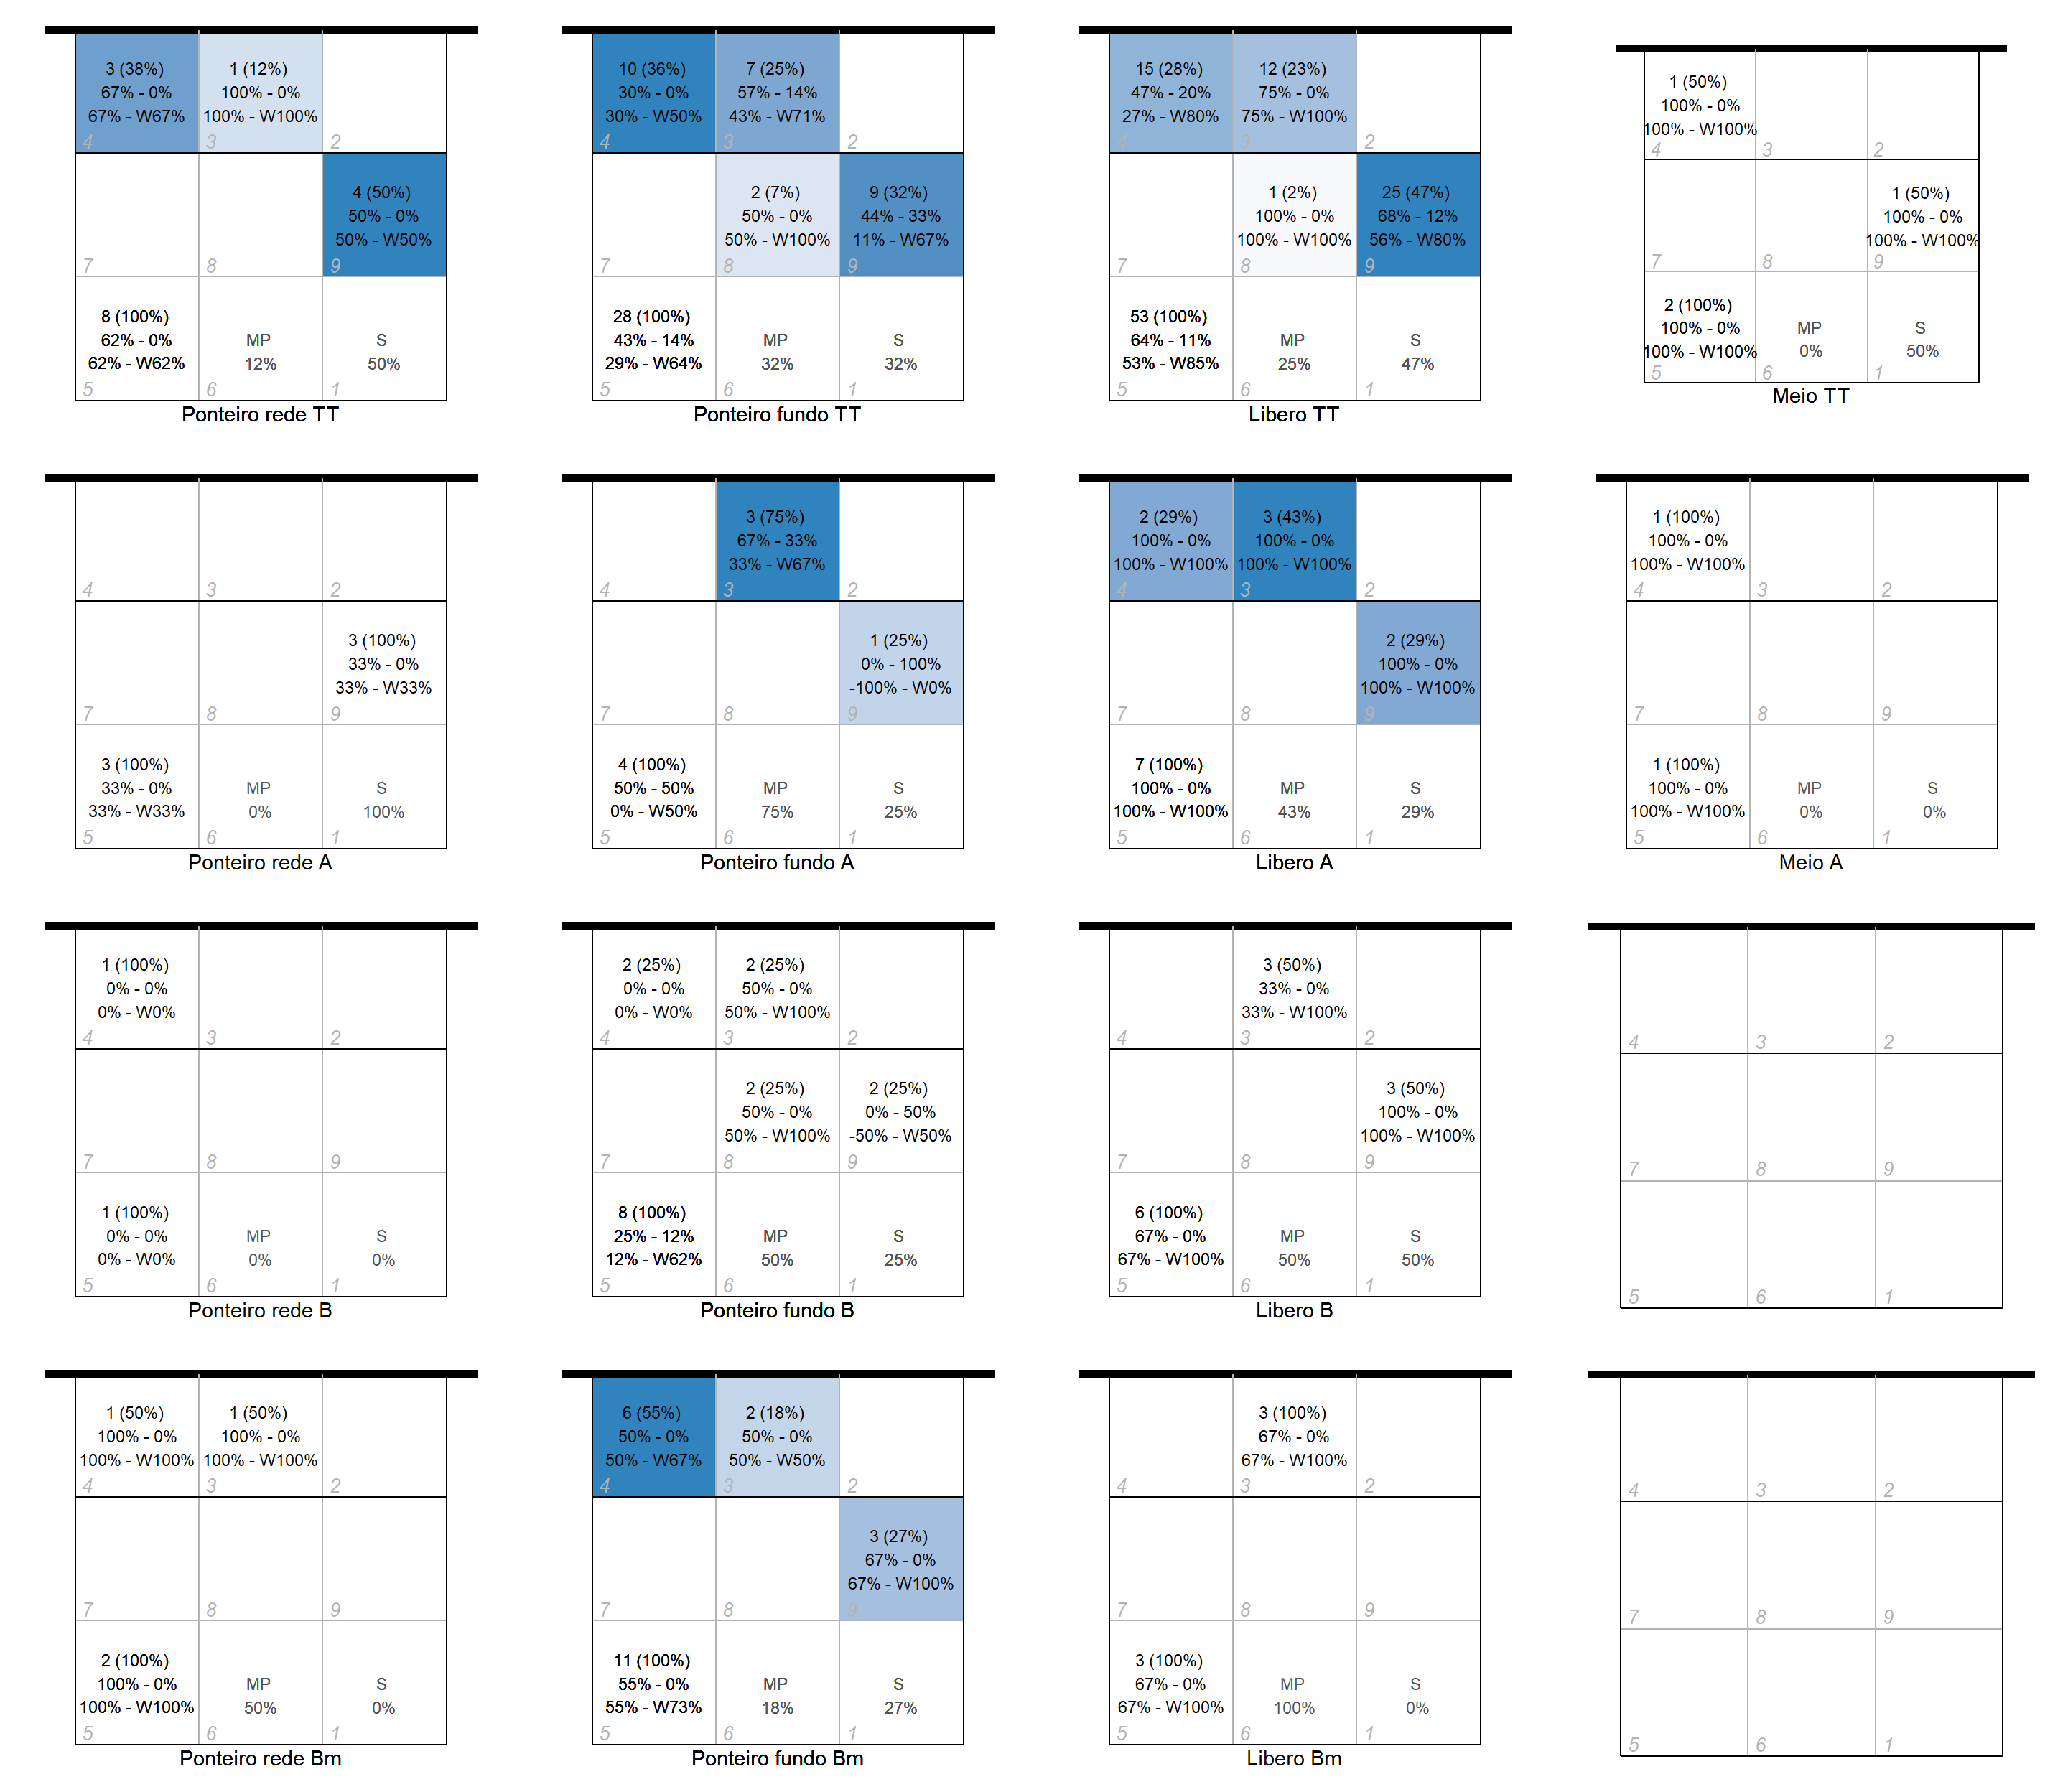 3 (38%)
67% - 0%
67% - W67%
4
1 (12%)
100% - 0%
100% - W100%
3
2
7
8
4 (50%)
50% - 0%
50% - W50%
9
8 (100%)
62% - 0%
62% - W62%
5
MP
12%
6
S
50%
1
Ponteiro rede TT
10 (36%)
30% - 0%
30% - W50%
4
7 (25%)
57% - 14%
43% - W71%
3
2
7
2 (7%)
50% - 0%
50% - W100%
8
9 (32%)
44% - 33%
11% - W67%
9
28 (100%)
43% - 14%
29% - W64%
5
MP
32%
6
S
32%
1
Ponteiro fundo TT
15 (28%)
47% - 20%
27% - W80%
4
12 (23%)
75% - 0%
75% - W100%
3
2
7
1 (2%)
100% - 0%
100% - W100%
8
25 (47%)
68% - 12%
56% - W80%
9
53 (100%)
64% - 11%
53% - W85%
5
MP
25%
6
S
47%
1
Libero TT
1 (50%)
100% - 0%
100% - W100%
4
3
2
7
8
1 (50%)
100% - 0%
100% - W100%
9
2 (100%)
100% - 0%
100% - W100%
5
MP
0%
6
S
50%
1
Meio TT
4
3
2
7
8
3 (100%)
33% - 0%
33% - W33%
9
3 (100%)
33% - 0%
33% - W33%
5
MP
0%
6
S
100%
1
Ponteiro rede A
4
3 (75%)
67% - 33%
33% - W67%
3
2
7
8
1 (25%)
0% - 100%
-100% - W0%
9
4 (100%)
50% - 50%
0% - W50%
5
MP
75%
6
S
25%
1
Ponteiro fundo A
2 (29%)
100% - 0%
100% - W100%
4
3 (43%)
100% - 0%
100% - W100%
3
2
7
8
2 (29%)
100% - 0%
100% - W100%
9
7 (100%)
100% - 0%
100% - W100%
5
MP
43%
6
S
29%
1
Libero A
1 (100%)
100% - 0%
100% - W100%
4
3
2
7
8
9
1 (100%)
100% - 0%
100% - W100%
5
MP
0%
6
S
0%
1
Meio A
1 (100%)
0% - 0%
0% - W0%
4
3
2
7
8
9
1 (100%)
0% - 0%
0% - W0%
5
MP
0%
6
S
0%
1
Ponteiro rede B
2 (25%)
0% - 0%
0% - W0%
4
2 (25%)
50% - 0%
50% - W100%
3
2
7
2 (25%)
50% - 0%
50% - W100%
8
2 (25%)
0% - 50%
-50% - W50%
9
8 (100%)
25% - 12%
12% - W62%
5
MP
50%
6
S
25%
1
Ponteiro fundo B
4
3 (50%)
33% - 0%
33% - W100%
3
2
7
8
3 (50%)
100% - 0%
100% - W100%
9
6 (100%)
67% - 0%
67% - W100%
5
MP
50%
6
S
50%
1
Libero B
4
3
2
7
8
9
5
6
1
1 (50%)
100% - 0%
100% - W100%
4
1 (50%)
100% - 0%
100% - W100%
3
2
7
8
9
2 (100%)
100% - 0%
100% - W100%
5
MP
50%
6
S
0%
1
Ponteiro rede Bm
6 (55%)
50% - 0%
50% - W67%
4
2 (18%)
50% - 0%
50% - W50%
3
2
7
8
3 (27%)
67% - 0%
67% - W100%
9
11 (100%)
55% - 0%
55% - W73%
5
MP
18%
6
S
27%
1
Ponteiro fundo Bm
4
3 (100%)
67% - 0%
67% - W100%
3
2
7
8
9
3 (100%)
67% - 0%
67% - W100%
5
MP
100%
6
S
0%
1
Libero Bm
4
3
2
7
8
9
5
6
1